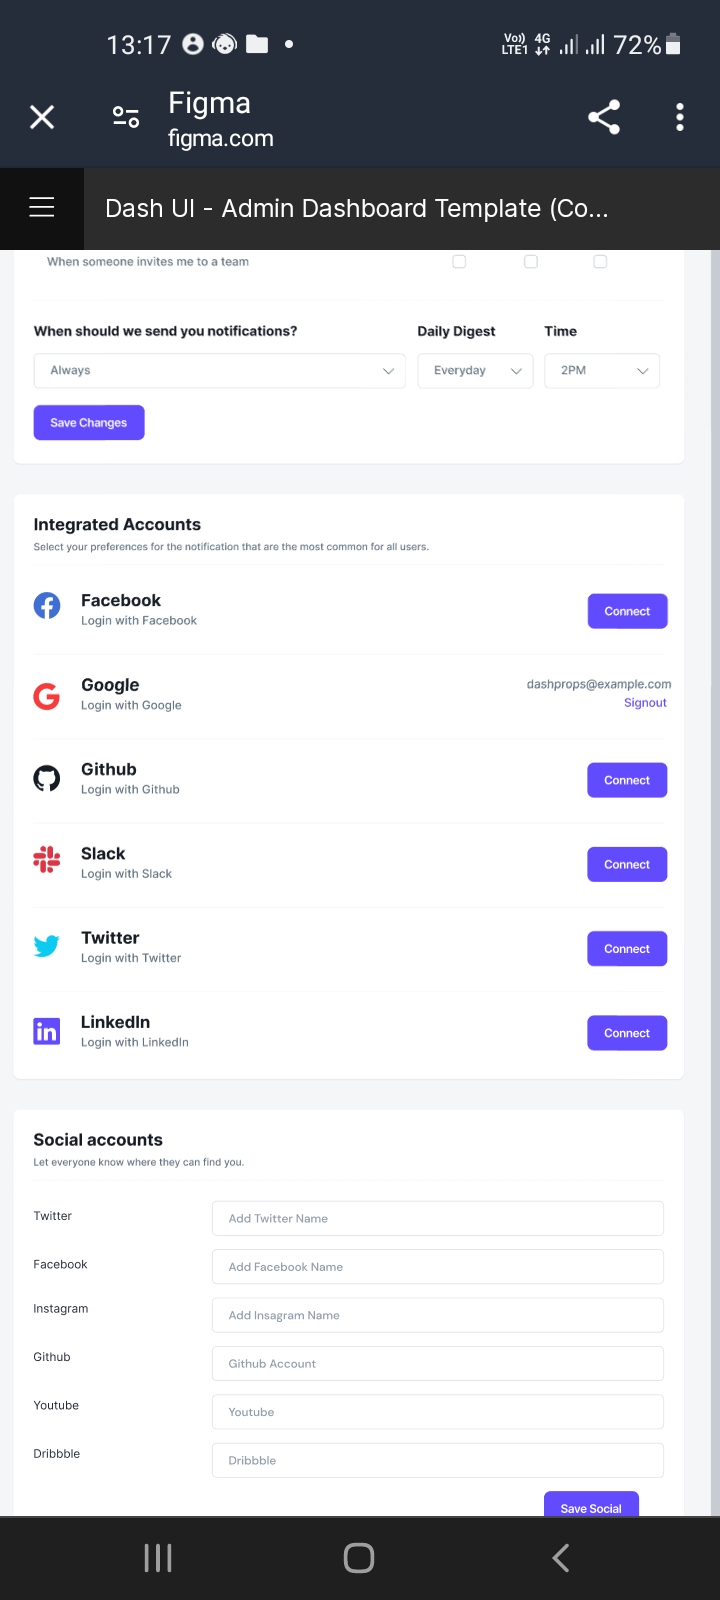 13:17 Vo)) LTE1 4G 72%
Figma
figma.com
Dash UI - Admin Dashboard Template (Co...
When someone invites me to a team
When should we send you notifications? Daily Digest Time
Always Everyday 2PM
Save Changes
Integrated Accounts
Select your preferences for the notification that are the most common for all users.
Facebook
Login with Facebook
Connect
Google
Login with Google
dashprops@example.com
Signout
Github
Login with Github
Connect
Slack
Login with Slack
Connect
Twitter
Login with Twitter
Connect
LinkedIn
Login with LinkedIn
Connect
Social accounts
Let everyone know where they can find you.
Twitter Add Twitter Name
Facebook Add Facebook Name
Instagram Add Insagram Name
Github Github Account
Youtube Youtube
Dribbble Dribbble
Save Social